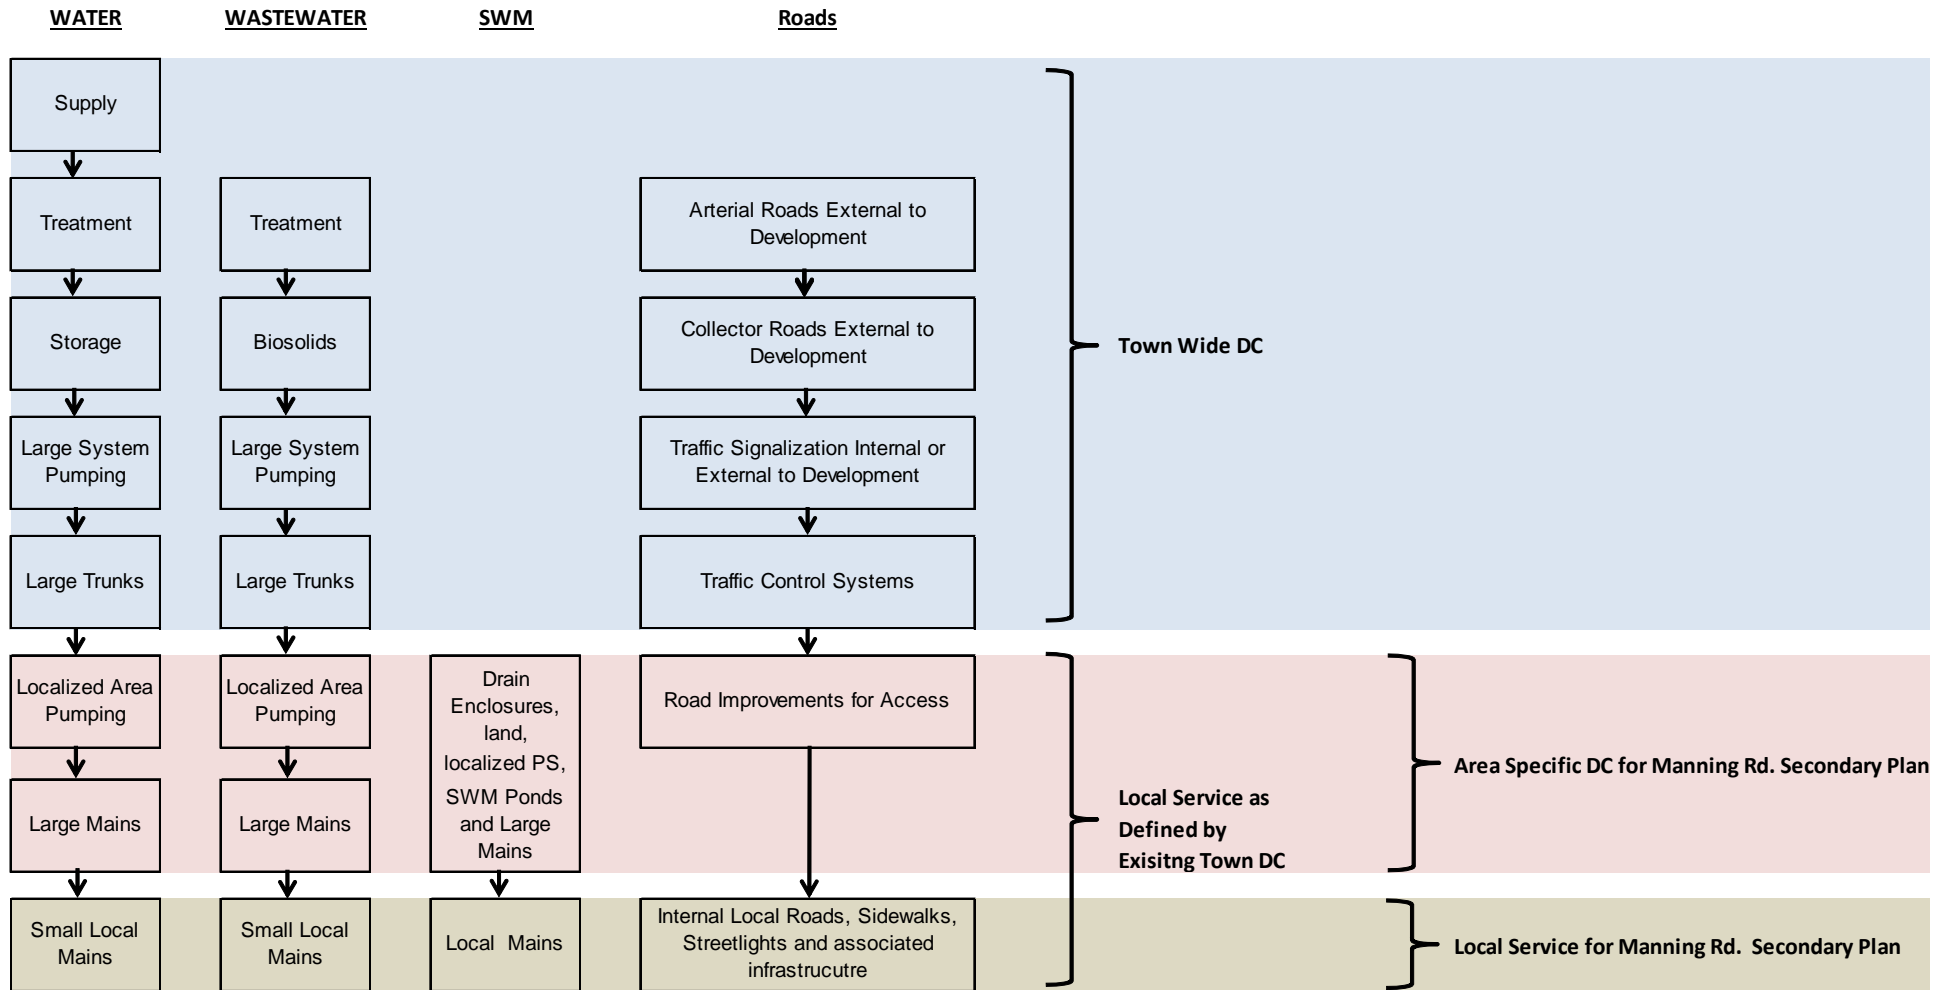 WATER
WASTEWATER
SWM
Roads
Supply
Treatment
Treatment
Arterial Roads External to
Development
Storage
Biosolids
Collector Roads External to
Development
Town Wide DC
Large System
Pumping
Large System
Pumping
Traffic Signalization Internal or
External to Development
Large Trunks
Large Trunks
Traffic Control Systems
Localized Area
Pumping
Localized Area
Pumping
Drain
Enclosures,
land,
localized PS,
SWM Ponds
and Large
Mains
Road Improvements for Access
Large Mains
Large Mains
Local Service as
Defined by
Exisitng Town DC
Area Specific DC for Manning Rd. Secondary Plan
Small Local
Mains
Small Local
Mains
Local Mains
Internal Local Roads, Sidewalks,
Streetlights and associated
infrastrucutre
Local Service for Manning Rd. Secondary Plan